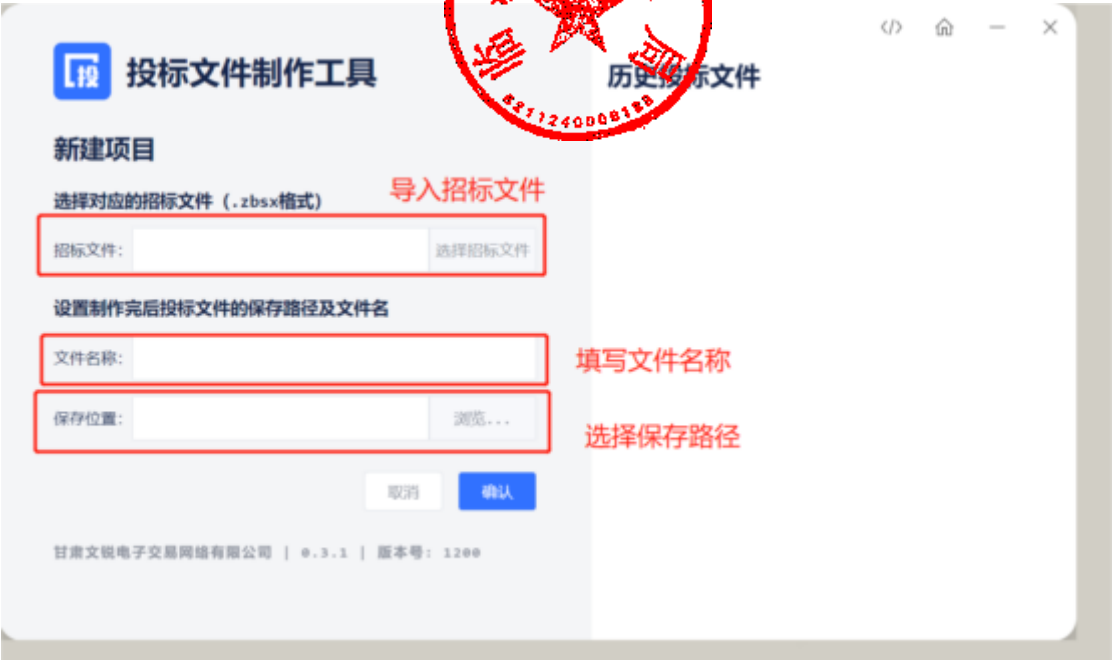 投标文件制作工具
历史投标文件
新建项目
选择对应的招标文件（.zbsx格式）
导入招标文件
招标文件：
选择招标文件
设置制作完后投标文件的保存路径及文件名
文件名称：
填写文件名称
保存位置：
浏览...
选择保存路径
取消
确认
甘肃文锐电子交易网络有限公司 | 0.3.1 | 版本号：1200
投
局